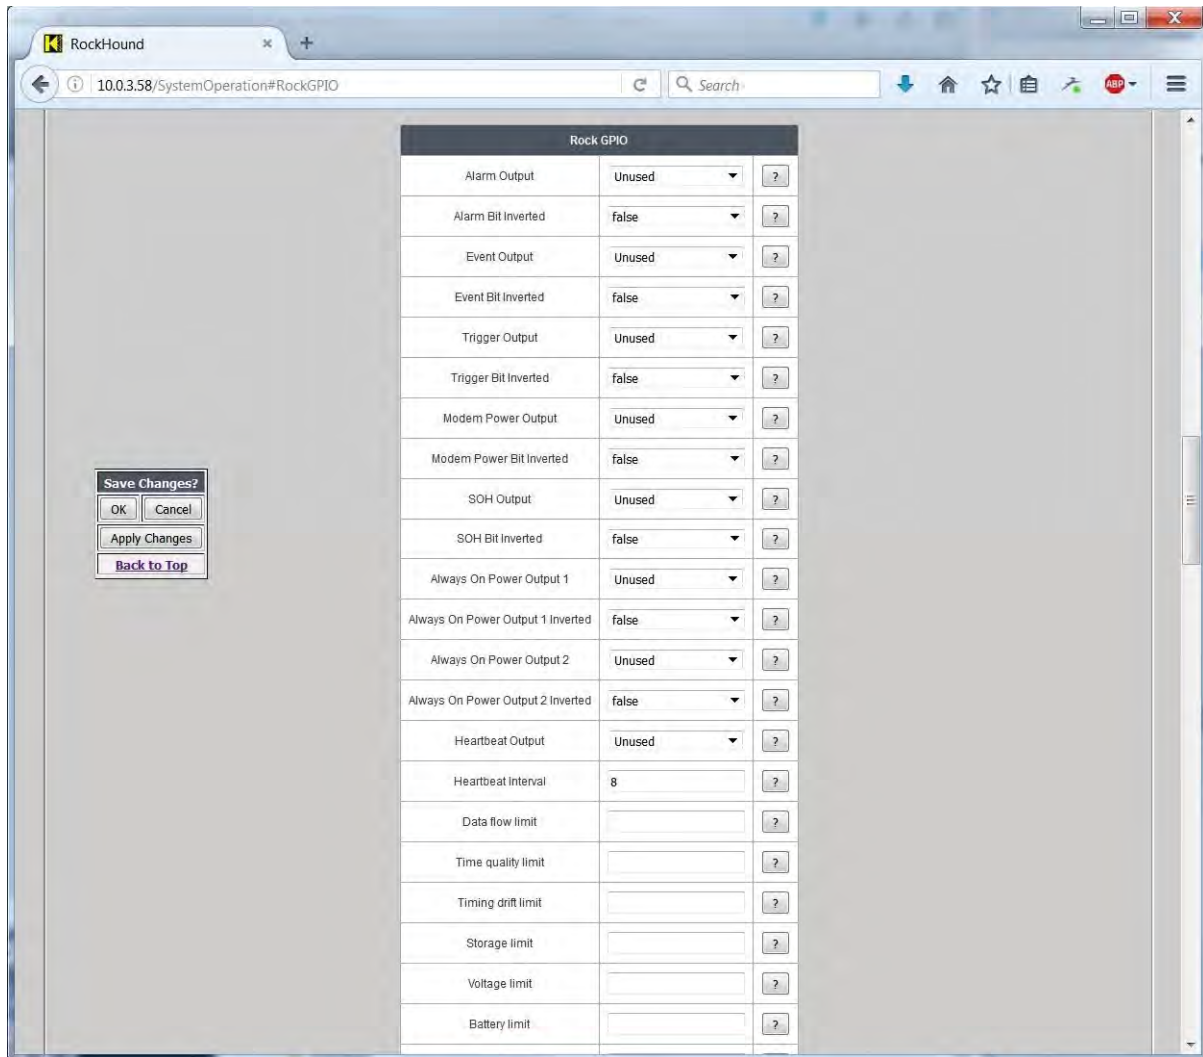 RockHound
10.0.3.58/SystemOperation#RockGPIO
Search
ABP
Rock GPIO
Alarm Output Unused ?
Alarm Bit Inverted false ?
Event Output Unused ?
Event Bit Inverted false ?
Trigger Output Unused ?
Trigger Bit Inverted false ?
Modem Power Output Unused ?
Modem Power Bit Inverted false ?
SOH Output Unused ?
SOH Bit Inverted false ?
Always On Power Output 1 Unused ?
Always On Power Output 1 Inverted false ?
Always On Power Output 2 Unused ?
Always On Power Output 2 Inverted false ?
Heartbeat Output Unused ?
Heartbeat Interval 8 ?
Data flow limit ?
Time quality limit ?
Timing drift limit ?
Storage limit ?
Voltage limit ?
Battery limit ?
Save Changes?
OK Cancel
Apply Changes
Back to Top